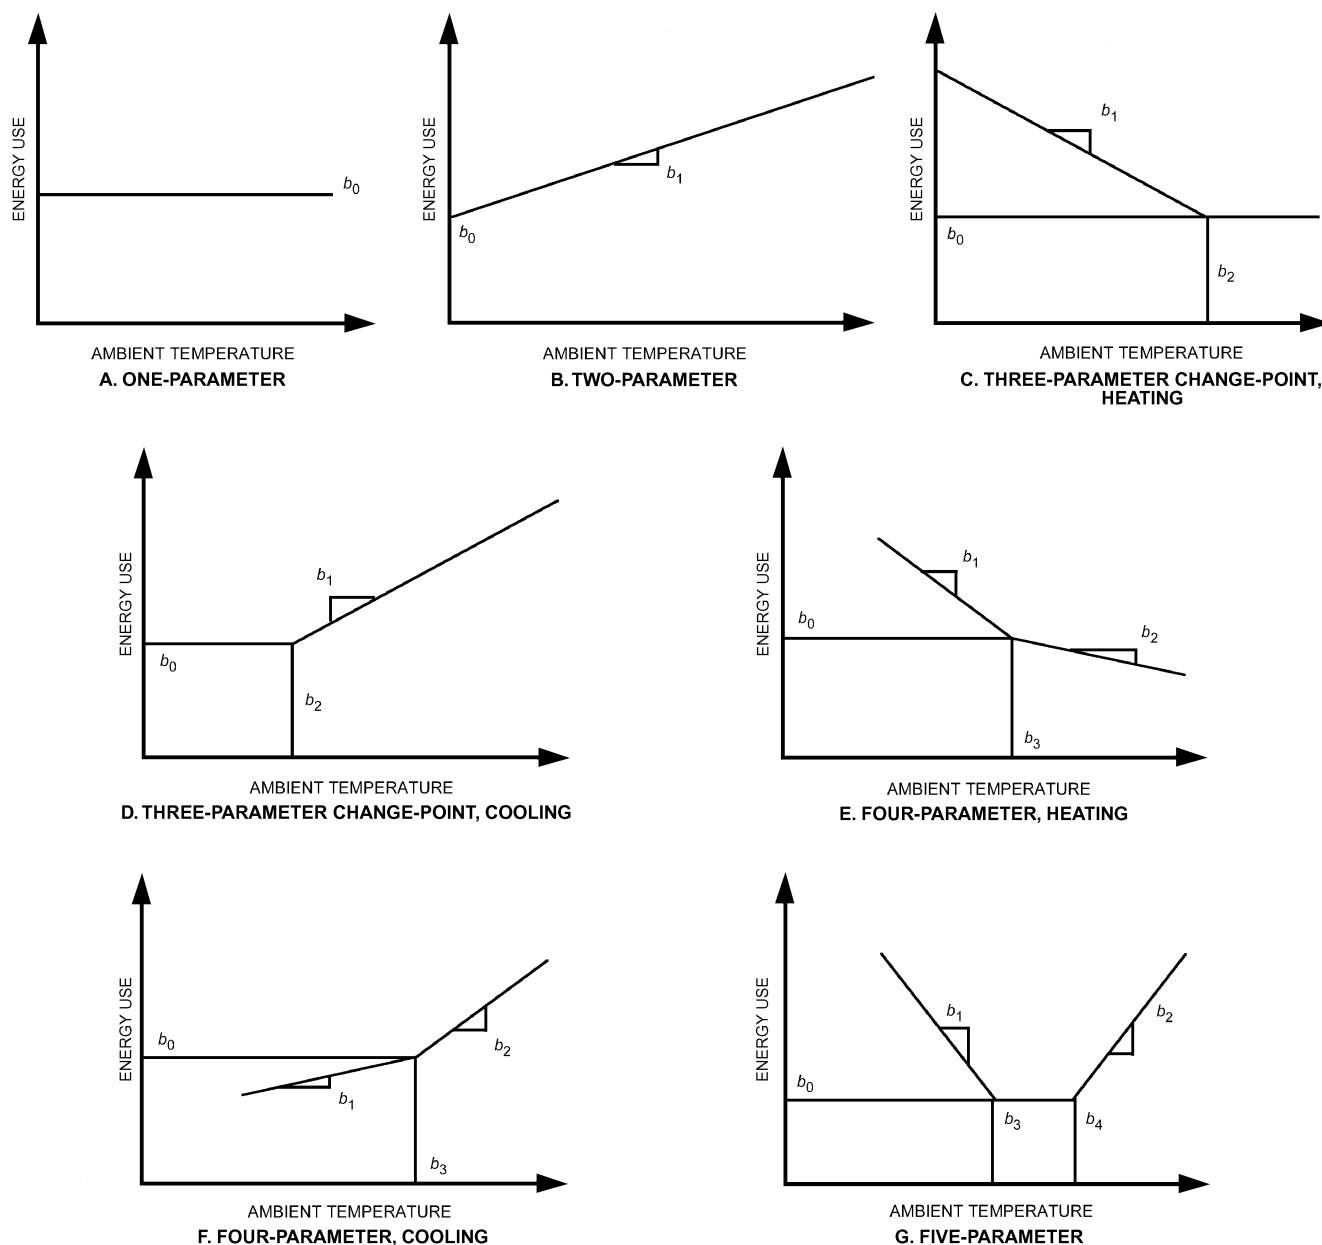 ENERGY USE
b0
AMBIENT TEMPERATURE
A. ONE-PARAMETER
ENERGY USE
b1
b0
AMBIENT TEMPERATURE
B. TWO-PARAMETER
ENERGY USE
b1
b0
b2
AMBIENT TEMPERATURE
C. THREE-PARAMETER CHANGE-POINT,
HEATING
ENERGY USE
b1
b0
b2
AMBIENT TEMPERATURE
D. THREE-PARAMETER CHANGE-POINT, COOLING
ENERGY USE
b1
b0
b2
b3
AMBIENT TEMPERATURE
E. FOUR-PARAMETER, HEATING
ENERGY USE
b0
b2
b1
b3
AMBIENT TEMPERATURE
F. FOUR-PARAMETER, COOLING
ENERGY USE
b1
b2
b0
b3
b4
AMBIENT TEMPERATURE
G. FIVE-PARAMETER